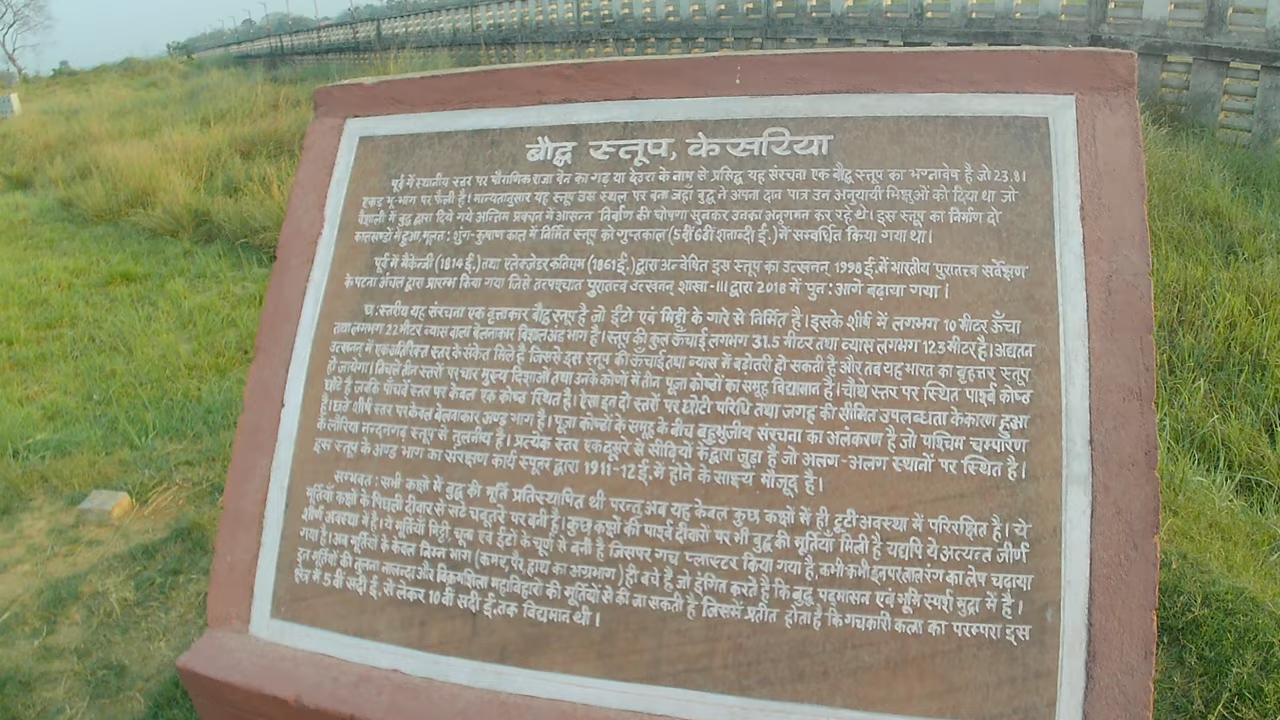 बौद्ध स्तूप, केसरिया
पूर्व में स्थानीय स्तर पर पौराणिक राजा वेन का गढ़ या देउरा के नाम से प्रसिद्ध यह संरचना एक बौद्ध स्तूप का भग्नावेष है जो 23.81
एकड़ भू-भाग पर फैली है। मान्यतानुसार यह स्तूप उस स्थल पर बना जहाँ बुद्ध ने अपना दान पात्र उन अनुयायी भिक्षुओं को दिया था जो
वैशाली में बुद्ध द्वारा दिये गये अन्तिम प्रवचन में आसन्न निर्वाण की घोषणा सुनकर उनका अनुगमन कर रहे थे। इस स्तूप का निर्माण दो
कालखण्डों में हुआ, मूलत: शुंग-कुषाण काल में निर्मित स्तूप को गुप्तकाल (5वीं 6वीं शताब्दी ई.) में सम्वर्धित किया गया था।
पूर्व में मैकेन्जी (1814 ई.) तथा एलेक्जेंडर कनिंघम (1861 ई.) द्वारा अन्वेषित इस स्तूप का उत्खनन 1998 ई. में भारतीय पुरातत्त्व सर्वेक्षण
के पटना अंचल द्वारा प्रारम्भ किया गया जिसे तत्पश्चात पुरातत्त्व उत्खनन शाखा-III द्वारा 2018 में पुन: आगे बढ़ाया गया।
छ: स्तरीय यह संरचना एक वृत्ताकार बौद्ध स्तूप है जो ईंटो एवं मिट्टी के गारे से निर्मित है। इसके शीर्ष में लगभग 10 मीटर ऊँचा
तथा लगभग 22 मीटर व्यास वाला बेलनाकार विशाल अंड भाग है। स्तूप की कुल ऊँचाई लगभग 31.5 मीटर तथा व्यास लगभग 123 मीटर है। अद्यतन
उत्खनन में एक अतिरिक्त स्तर के संकेत मिले है जिससे इस स्तूप की ऊँचाई तथा व्यास में बढ़ोतरी हो सकती है और तब यह भारत का बृहत्तर स्तूप
हो जायेगा। निचले तीन स्तरों पर चार मुख्य दिशाओं तथा उनके कोणों में तीन पूजा कोष्ठों का समूह विद्यमान है। चौथे स्तर पर स्थित पार्श्व कोष्ठ
छोटे है जबकि पाँचवें स्तर पर केवल एक कोष्ठ स्थित है। ऐसा इन दो स्तरों पर छोटी परिधि तथा जगह की सीमित उपलब्धता के कारण हुआ
है। छठे शीर्ष स्तर पर केवल बेलनाकार अण्ड भाग है। पूजा कोष्ठों के समूह के बीच बहुभुजीय संरचना का अलंकरण है जो पश्चिम चम्पारण
के लौरिया नन्दनगढ़ स्तूप से तुलनीय है। प्रत्येक स्तर एक दूसरे से सीढियों के द्वारा जुड़ा है जो अलग-अलग स्थानों पर स्थित है।
इस स्तूप के अण्ड भाग का संरक्षण कार्य स्पूनर द्वारा 1911-12 ई. में होने के साक्ष्य मौजूद है।
सम्भवत: सभी कक्षों में बुद्ध की मूर्ति प्रतिस्थापित थी परन्तु अब यह केवल कुछ कक्षों में ही टूटी अवस्था में परिरक्षित है। ये
मूर्तियाँ कक्षों के पिछली दीवार से सटे चबूतरे पर बनी है। कुछ कक्षों की पार्श्व दीवारों पर भी बुद्ध की मूर्तियाँ मिली है यद्यपि ये अत्यन्त जीर्ण
शीर्ण अवस्था में है। ये मूर्तियाँ मिट्टी, चूना एवं ईंटो के चूर्ण से बनी है जिसपर गच प्लास्टर किया गया है, कभी-कभी इनपर लाल रंग का लेप चढ़ाया
गया है। अब मूर्तियों के केवल निम्न भाग (कमर, पैर, हाथ का अग्रभाग) ही बचे है जो इंगित करते है कि बुद्ध पद्मासन एवं भूमि स्पर्श मुद्रा में है।
इन मूर्तियों की तुलना नालन्दा और विक्रमशिला महाविहारों की मूर्तियों से की जा सकती है जिसमें प्रतीत होता है कि गचकारी कला का परम्परा इस
क्षेत्र में 5 वीं सदी ई. से लेकर 10 वीं सदी ई. तक विद्यमान थी।